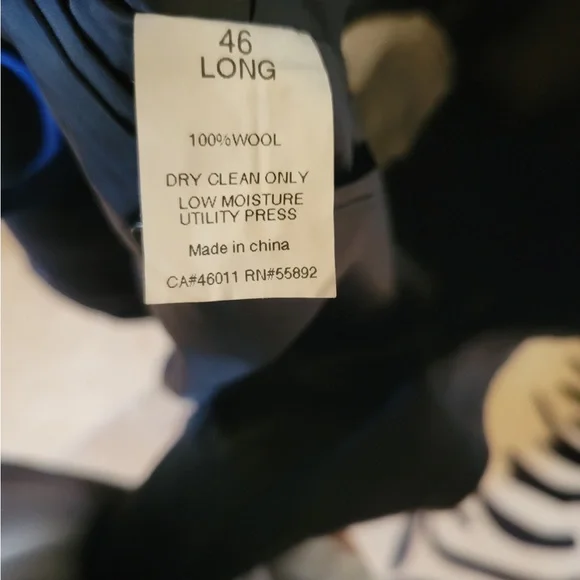 46
LONG
100%WOOL
DRY CLEAN ONLY
LOW MOISTURE
UTILITY PRESS
Made in china
CA#46011 RN#55892